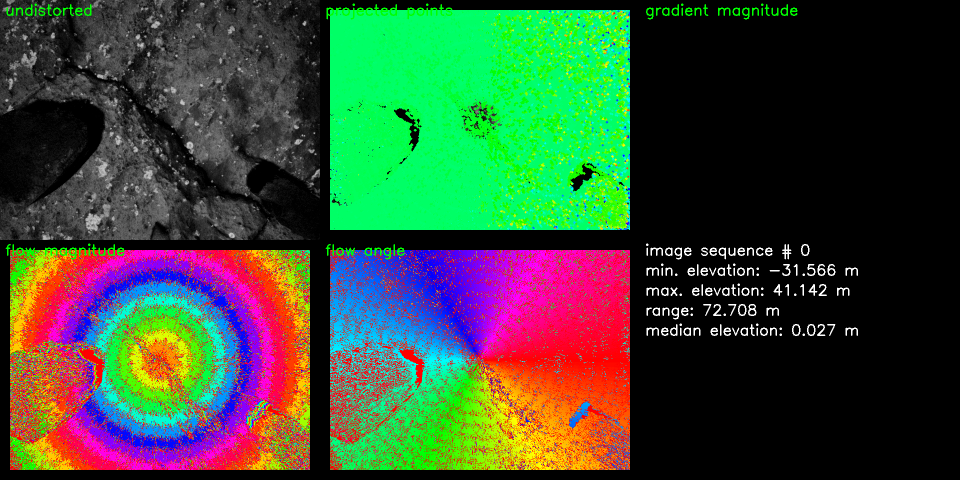 undistorted
projected points
gradient magnitude
flow magnitude
flow angle
image sequence # 0
min. elevation: −31.566 m
max. elevation: 41.142 m
range: 72.708 m
median elevation: 0.027 m